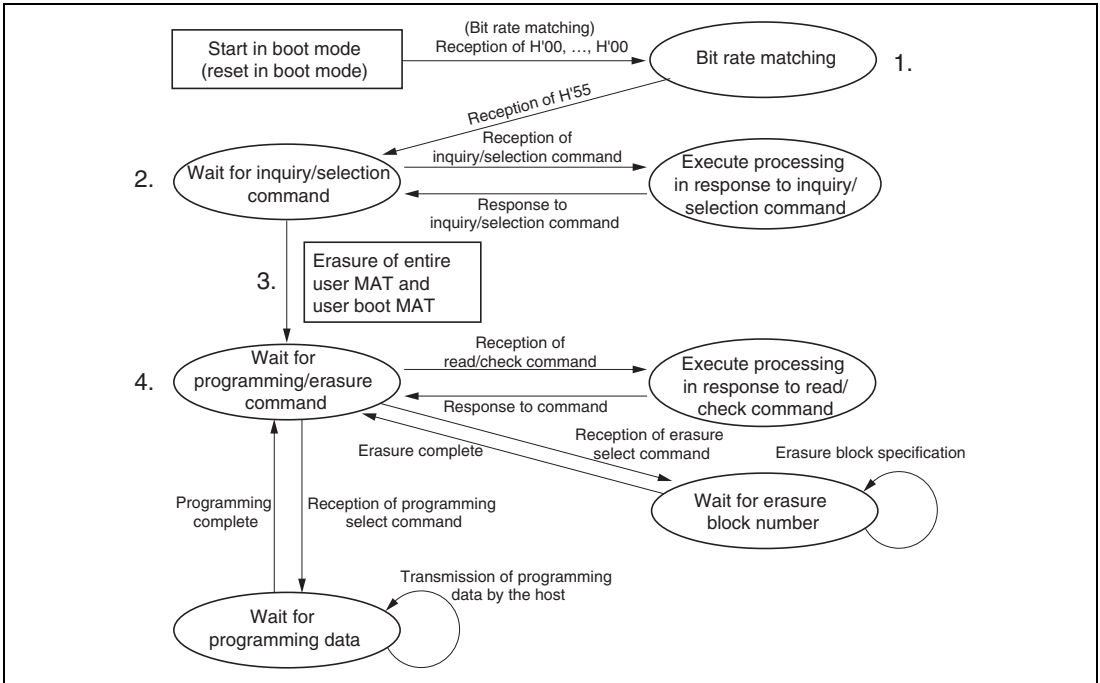 Start in boot mode
(reset in boot mode)
(Bit rate matching)
Reception of H'00, …, H'00
Bit rate matching
1.
Reception of H'55
2.
Wait for inquiry/selection
command
Reception of
inquiry/selection command
Response to
inquiry/selection command
Execute processing
in response to inquiry/
selection command
3.
Erasure of entire
user MAT and
user boot MAT
4.
Wait for
programming/erasure
command
Reception of
read/check command
Response to command
Execute processing
in response to read/
check command
Erasure complete
Reception of erasure
select command
Erasure block specification
Wait for erasure
block number
Programming
complete
Reception of programming
select command
Transmission of programming
data by the host
Wait for
programming data